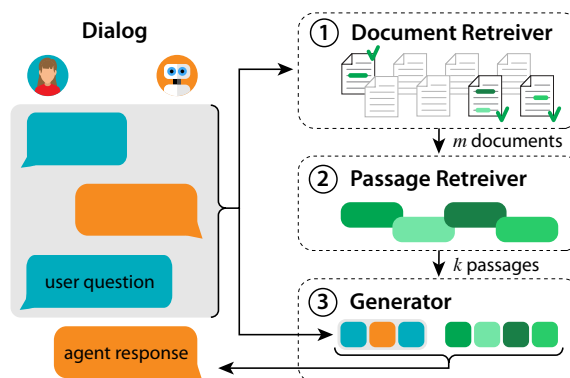 Dialog
user question
agent response
1 Document Retreiver
m documents
2 Passage Retreiver
k passages
3 Generator